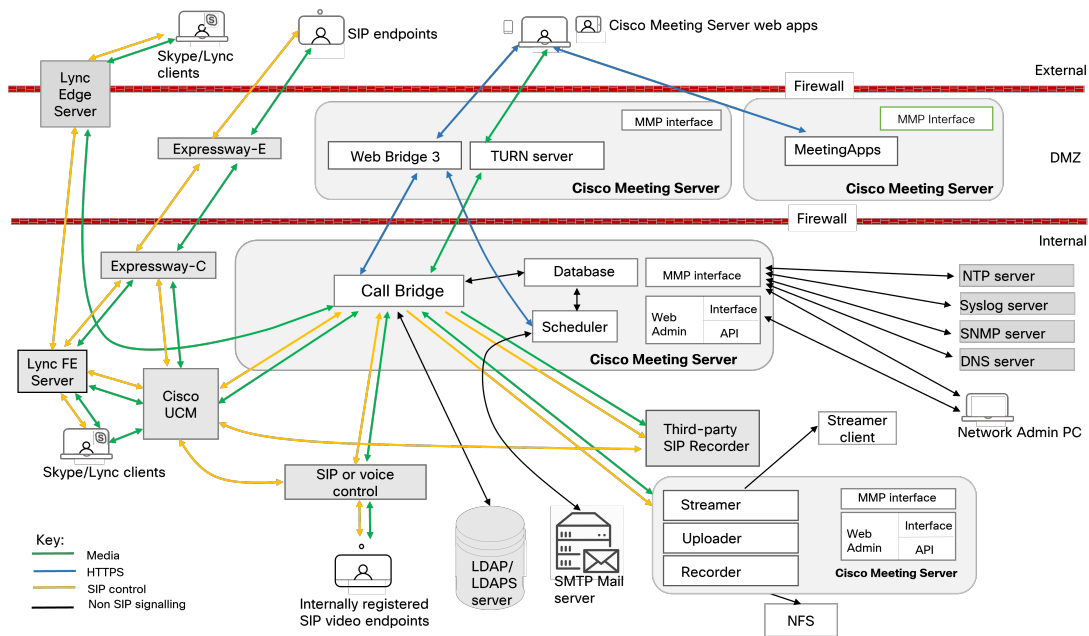 Skype/Lync
clients
SIP endpoints
Cisco Meeting Server web apps
External
Lync
Edge
Server
Firewall
MMP interface
MMP Interface
Expressway-E
Web Bridge 3
TURN server
MeetingApps
DMZ
Cisco Meeting Server
Cisco Meeting Server
Firewall
Internal
Expressway-C
Call Bridge
Database
MMP interface
NTP server
Syslog server
SNMP server
DNS server
Scheduler
Web
Admin
Interface
API
Cisco Meeting Server
Lync FE
Server
Cisco
UCM
Network Admin PC
Third-party
SIP Recorder
Streamer
client
Skype/Lync clients
SIP or voice
control
Streamer
Uploader
Recorder
MMP interface
Web
Admin
Interface
API
Cisco Meeting Server
Key:
Media
HTTPS
SIP control
Non SIP signalling
Internally registered
SIP video endpoints
LDAP/
LDAPS
server
SMTP Mail
server
NFS